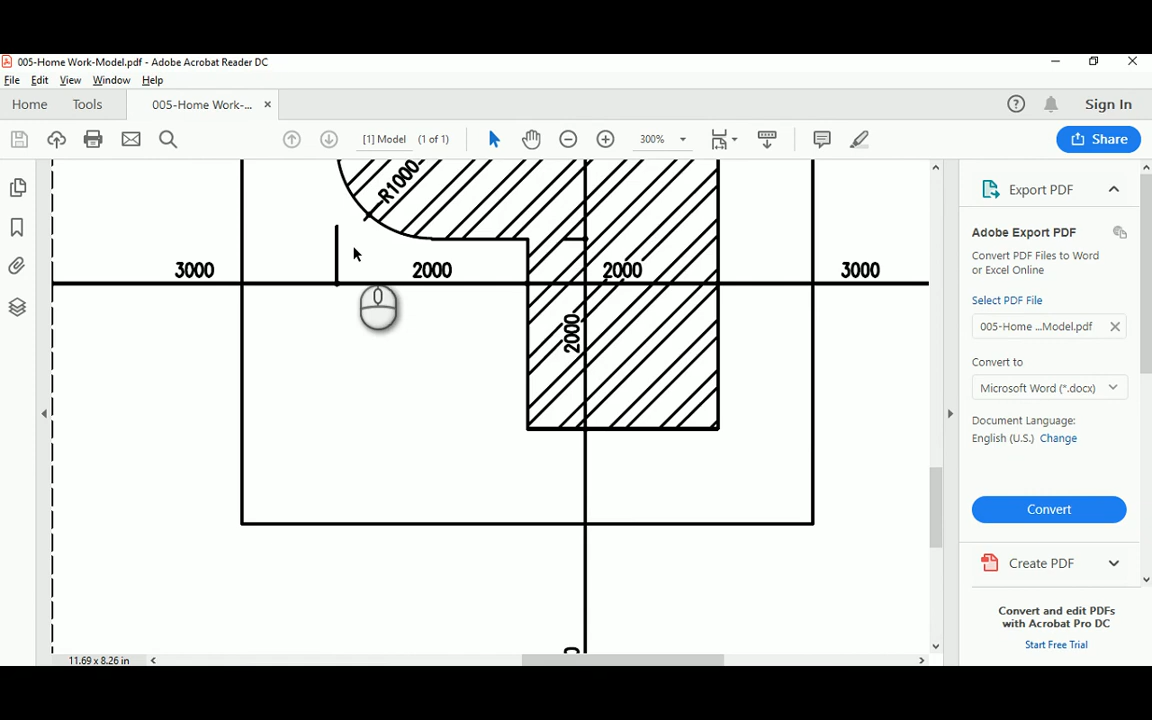 005-Home Work-Model.pdf - Adobe Acrobat Reader DC
File Edit View Window Help
Home Tools 005-Home Work-... × Sign In
[1] Model (1 of 1) 300% Share
R1000
3000 2000 2000 3000
2000
11.69 x 8.26 in
Export PDF
Adobe Export PDF
Convert PDF Files to Word
or Excel Online
Select PDF File
005-Home ...Model.pdf
Convert to
Microsoft Word (*.docx)
Document Language:
English (U.S.) Change
Convert
Create PDF
Convert and edit PDFs
with Acrobat Pro DC
Start Free Trial